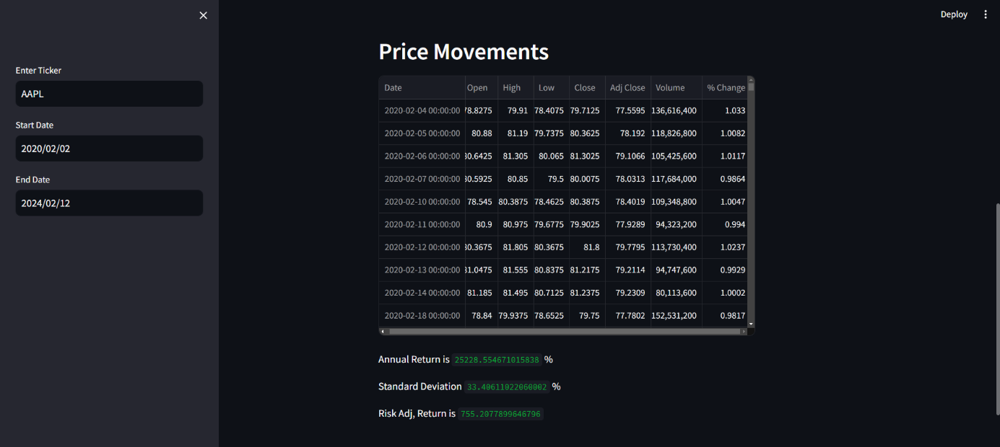 Deploy
Enter Ticker
AAPL
Start Date
2020/02/02
End Date
2024/02/12
Price Movements
Date Open High Low Close Adj Close Volume % Change
2020-02-04 00:00:00 78.8275 79.91 78.4075 79.7125 77.5595 136,616,400 1.033
2020-02-05 00:00:00 80.88 81.19 79.7375 80.3625 78.192 118,826,800 1.0082
2020-02-06 00:00:00 80.6425 81.305 80.065 81.3025 79.1066 105,425,600 1.0117
2020-02-07 00:00:00 80.5925 80.85 79.5 80.0075 78.0313 117,684,000 0.9864
2020-02-10 00:00:00 78.545 80.3875 78.4625 80.3875 78.4019 109,348,800 1.0047
2020-02-11 00:00:00 80.9 80.975 79.6775 79.9025 77.9289 94,323,200 0.994
2020-02-12 00:00:00 80.3675 81.805 80.3675 81.8 79.7795 113,730,400 1.0237
2020-02-13 00:00:00 81.0475 81.555 80.8375 81.2175 79.2114 94,747,600 0.9929
2020-02-14 00:00:00 81.185 81.495 80.7125 81.2375 79.2309 80,113,600 1.0002
2020-02-18 00:00:00 78.84 79.9375 78.6525 79.75 77.7802 152,531,200 0.9817
Annual Return is 25228.554671015838 %
Standard Deviation 33.40611022060002 %
Risk Adj, Return is 755.2077899646796